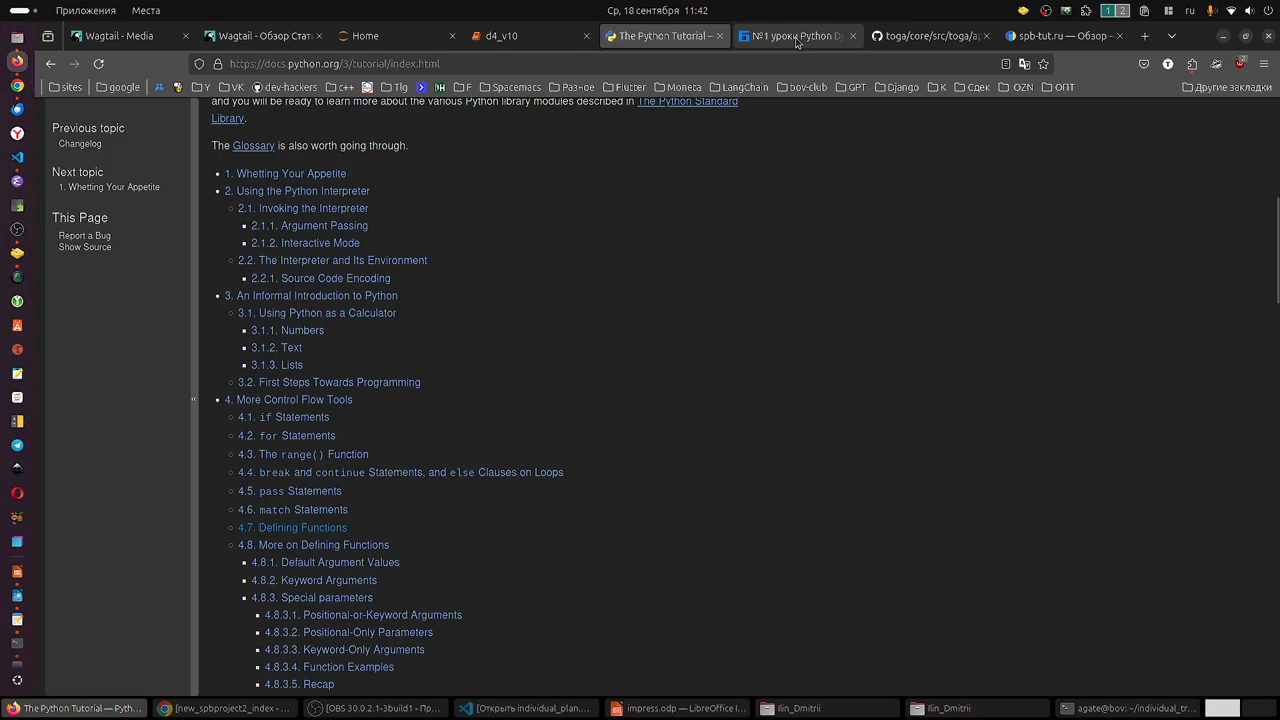 Приложения Места Ср, 18 сентября 11:42 1 2 ru
Wagtail - Media Wagtail - Обзор Стат Home d4_v10 The Python Tutorial — №1 уроки Python D toga/core/src/toga/a spb-tut.ru — Обзор –
https://docs.python.org/3/tutorial/index.html
sites google Y VK dev-hackers c++ Tlg F Spacemacs Разное Flutter Moneta LangChain bov-club GPT Django K Сдек OZN ОПТ Другие закладки
Previous topic
Changelog
Next topic
1. Whetting Your Appetite
This Page
Report a Bug
Show Source
and you will be ready to learn more about the various Python library modules described in The Python Standard
Library.
The Glossary is also worth going through.
1. Whetting Your Appetite
2. Using the Python Interpreter
2.1. Invoking the Interpreter
2.1.1. Argument Passing
2.1.2. Interactive Mode
2.2. The Interpreter and Its Environment
2.2.1. Source Code Encoding
3. An Informal Introduction to Python
3.1. Using Python as a Calculator
3.1.1. Numbers
3.1.2. Text
3.1.3. Lists
3.2. First Steps Towards Programming
4. More Control Flow Tools
4.1. if Statements
4.2. for Statements
4.3. The range() Function
4.4. break and continue Statements, and else Clauses on Loops
4.5. pass Statements
4.6. match Statements
4.7. Defining Functions
4.8. More on Defining Functions
4.8.1. Default Argument Values
4.8.2. Keyword Arguments
4.8.3. Special parameters
4.8.3.1. Positional-or-Keyword Arguments
4.8.3.2. Positional-Only Parameters
4.8.3.3. Keyword-Only Arguments
4.8.3.4. Function Examples
4.8.3.5. Recap
The Python Tutorial — Pyth... [new_spbproject2_index - ... [OBS 30.0.2.1-3build1 - Пр... [Открыть individual_plan.... impress.odp — LibreOffice I... Ilin_Dmitrii Ilin_Dmitrii agate@bov: ~/individual_tr...